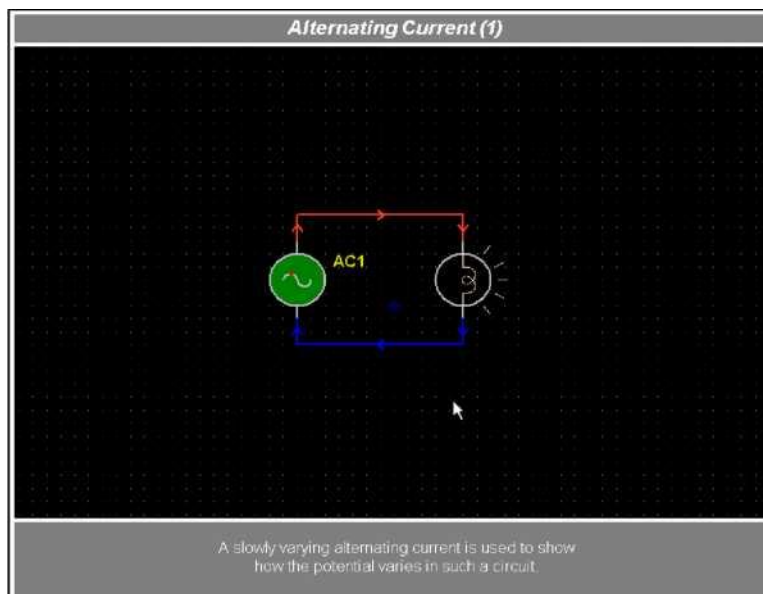 Alternating Current (1)
AC1
A slowly varying alternating current is used to show
how the potential varies in such a circuit.